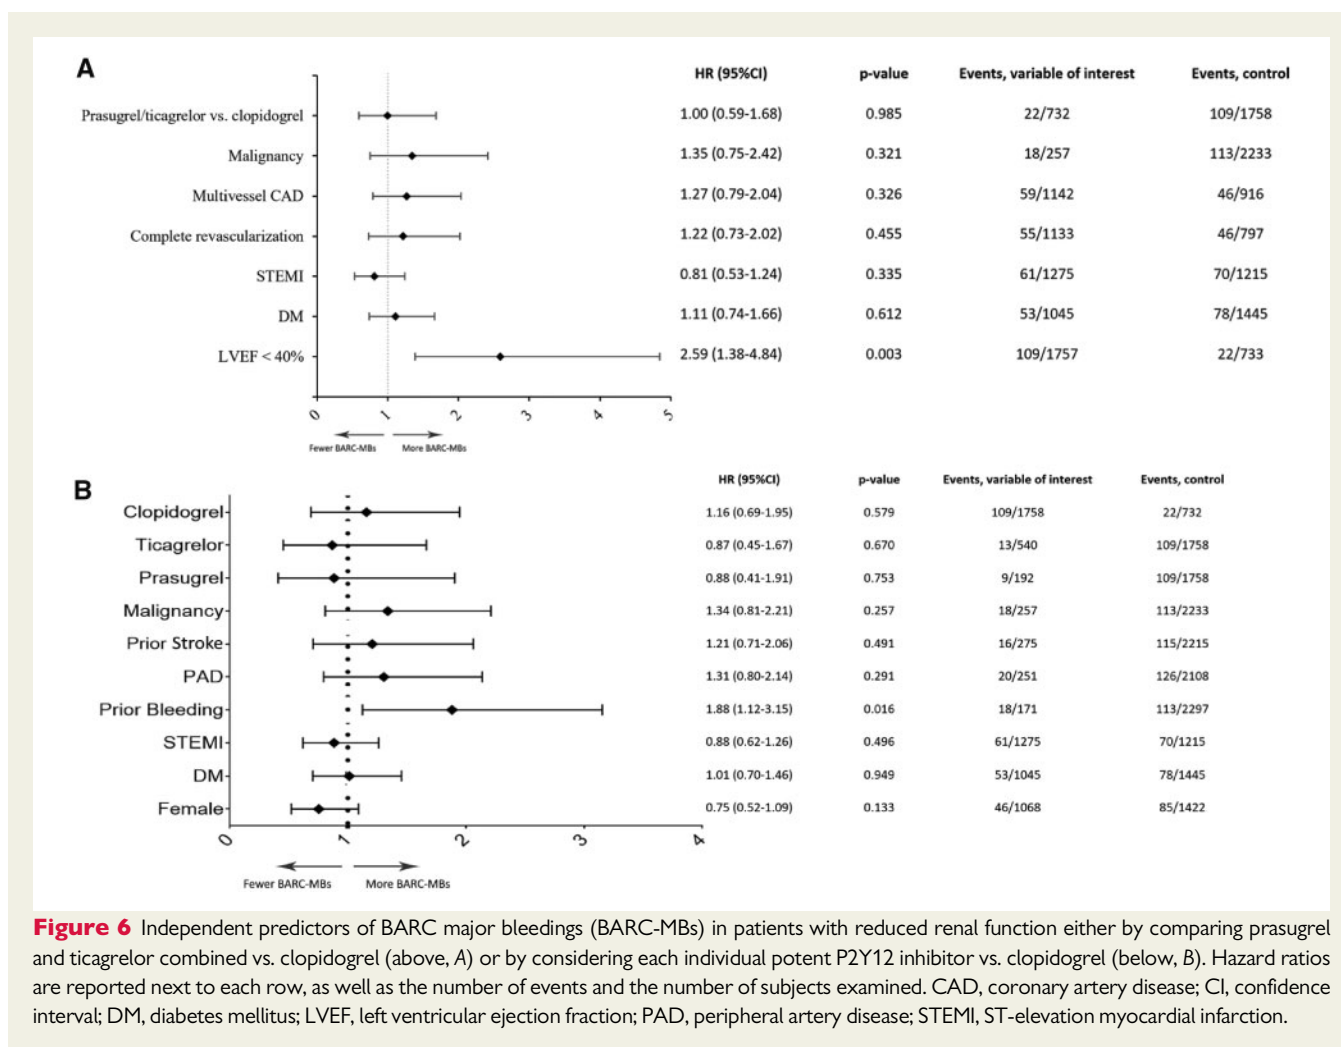 A
HR (95%CI) p-value Events, variable of interest Events, control
Prasugrel/ticagrelor vs. clopidogrel 1.00 (0.59-1.68) 0.985 22/732 109/1758
Malignancy 1.35 (0.75-2.42) 0.321 18/257 113/2233
Multivessel CAD 1.27 (0.79-2.04) 0.326 59/1142 46/916
Complete revascularization 1.22 (0.73-2.02) 0.455 55/1133 46/797
STEMI 0.81 (0.53-1.24) 0.335 61/1275 70/1215
DM 1.11 (0.74-1.66) 0.612 53/1045 78/1445
LVEF < 40% 2.59 (1.38-4.84) 0.003 109/1757 22/733
0 1 2 3 4 5
Fewer BARC-MBs More BARC-MBs
B
HR (95%CI) p-value Events, variable of interest Events, control
Clopidogrel 1.16 (0.69-1.95) 0.579 109/1758 22/732
Ticagrelor 0.87 (0.45-1.67) 0.670 13/540 109/1758
Prasugrel 0.88 (0.41-1.91) 0.753 9/192 109/1758
Malignancy 1.34 (0.81-2.21) 0.257 18/257 113/2233
Prior Stroke 1.21 (0.71-2.06) 0.491 16/275 115/2215
PAD 1.31 (0.80-2.14) 0.291 20/251 126/2108
Prior Bleeding 1.88 (1.12-3.15) 0.016 18/171 113/2297
STEMI 0.88 (0.62-1.26) 0.496 61/1275 70/1215
DM 1.01 (0.70-1.46) 0.949 53/1045 78/1445
Female 0.75 (0.52-1.09) 0.133 46/1068 85/1422
0 1 2 3 4
Fewer BARC-MBs More BARC-MBs
Figure 6 Independent predictors of BARC major bleedings (BARC-MBs) in patients with reduced renal function either by comparing prasugrel
and ticagrelor combined vs. clopidogrel (above, A) or by considering each individual potent P2Y12 inhibitor vs. clopidogrel (below, B). Hazard ratios
are reported next to each row, as well as the number of events and the number of subjects examined. CAD, coronary artery disease; CI, confidence
interval; DM, diabetes mellitus; LVEF, left ventricular ejection fraction; PAD, peripheral artery disease; STEMI, ST-elevation myocardial infarction.